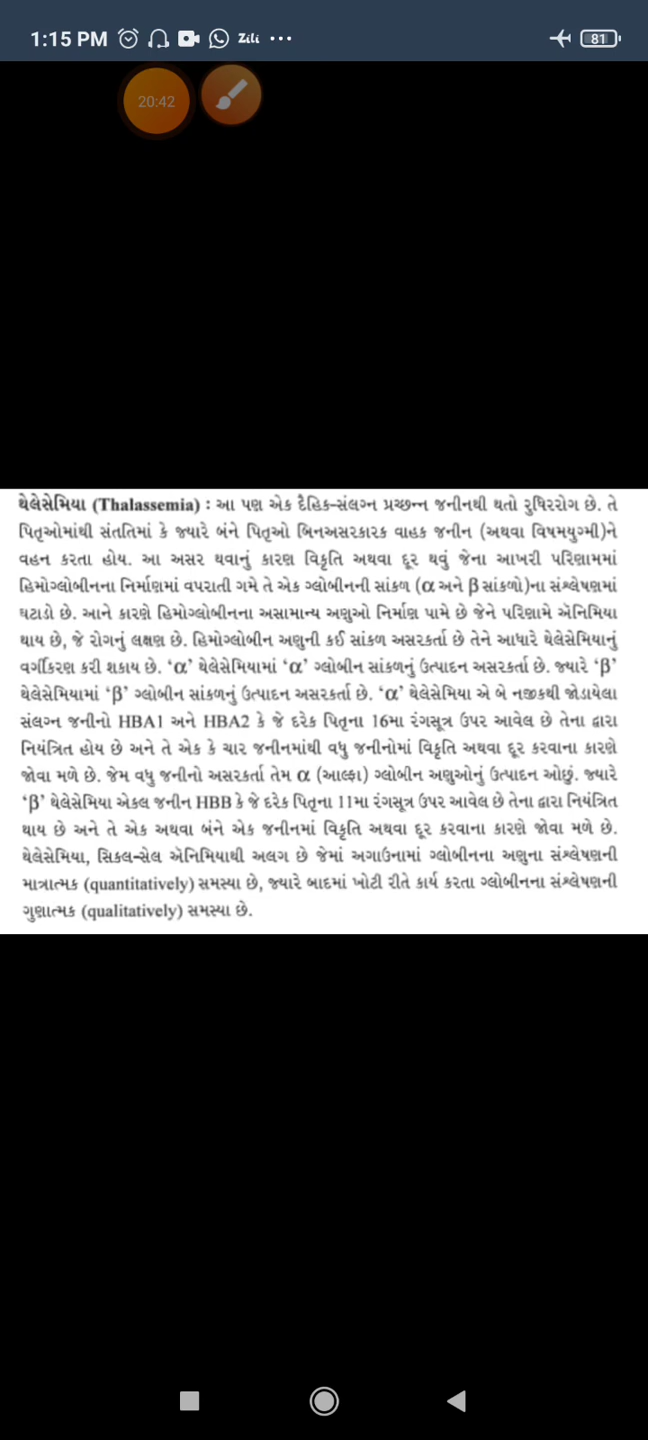 1:15 PM Zili ... 81
20:42
થેલેસેમિયા (Thalassemia) : આ પણ એક દૈહિક-સંલગ્ન પ્રચ્છન્ન જનીનથી થતો રુધિરરોગ છે. તે
પિતૃઓમાંથી સંતતિમાં કે જ્યારે બંને પિતૃઓ બિનઅસરકારક વાહક જનીન (અથવા વિષમયુગ્મી)ને
વહન કરતા હોય. આ અસર થવાનું કારણ વિકૃતિ અથવા દૂર થવું જેના આખરી પરિણામમાં
હિમોગ્લોબીનના નિર્માણમાં વપરાતી ગમે તે એક ગ્લોબીનની સાંકળ (α અને β સાંકળો)ના સંશ્લેષણમાં
ઘટાડો છે. આને કારણે હિમોગ્લોબીનના અસામાન્ય અણુઓ નિર્માણ પામે છે જેને પરિણામે ઍનિમિયા
થાય છે, જે રોગનું લક્ષણ છે. હિમોગ્લોબીન અણુની કઈ સાંકળ અસરકર્તા છે તેને આધારે થેલેસેમિયાનું
વર્ગીકરણ કરી શકાય છે. ‘α’ થેલેસેમિયામાં ‘α’ ગ્લોબીન સાંકળનું ઉત્પાદન અસરકર્તા છે. જ્યારે ‘β’
થેલેસેમિયામાં ‘β’ ગ્લોબીન સાંકળનું ઉત્પાદન અસરકર્તા છે. ‘α’ થેલેસેમિયા એ બે નજીકથી જોડાયેલા
સંલગ્ન જનીનો HBA1 અને HBA2 કે જે દરેક પિતૃના 16મા રંગસૂત્ર ઉપર આવેલ છે તેના દ્વારા
નિયંત્રિત હોય છે અને તે એક કે ચાર જનીનમાંથી વધુ જનીનોમાં વિકૃતિ અથવા દૂર કરવાના કારણે
જોવા મળે છે. જેમ વધુ જનીનો અસરકર્તા તેમ α (આલ્ફા) ગ્લોબીન અણુઓનું ઉત્પાદન ઓછું. જ્યારે
‘β’ થેલેસેમિયા એકલ જનીન HBB કે જે દરેક પિતૃના 11મા રંગસૂત્ર ઉપર આવેલ છે તેના દ્વારા નિયંત્રિત
થાય છે અને તે એક અથવા બંને એક જનીનમાં વિકૃતિ અથવા દૂર કરવાના કારણે જોવા મળે છે.
થેલેસેમિયા, સિકલ-સેલ ઍનિમિયાથી અલગ છે જેમાં અગાઉનામાં ગ્લોબીનના અણુના સંશ્લેષણની
માત્રાત્મક (quantitatively) સમસ્યા છે, જ્યારે બાદમાં ખોટી રીતે કાર્ય કરતા ગ્લોબીનના સંશ્લેષણની
ગુણાત્મક (qualitatively) સમસ્યા છે.